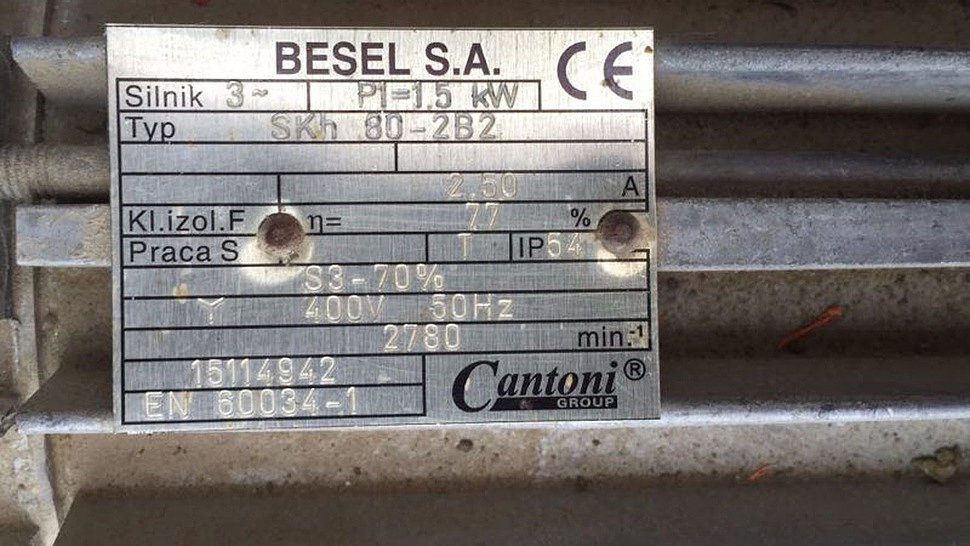 BESEL S.A. CE
Silnik 3~ P1=1.5 kW
Typ SKh 80-2B2
2.50 A
Kl.izol.F η= 77 %
Praca S T IP54
S3-70%
Y 400V 50Hz
2780 min.-1
15114942
EN 60034-1
Cantoni®
GROUP